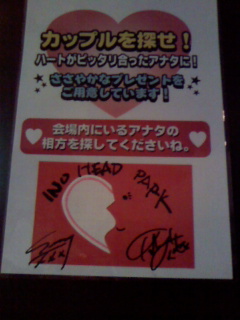 カップルを探せ！
ハートがピッタリ合ったアナタに！
ささやかなプレゼントを
ご用意しています！
会場内にいるアナタの
相方を探してくださいね。
INO HEAD PARK